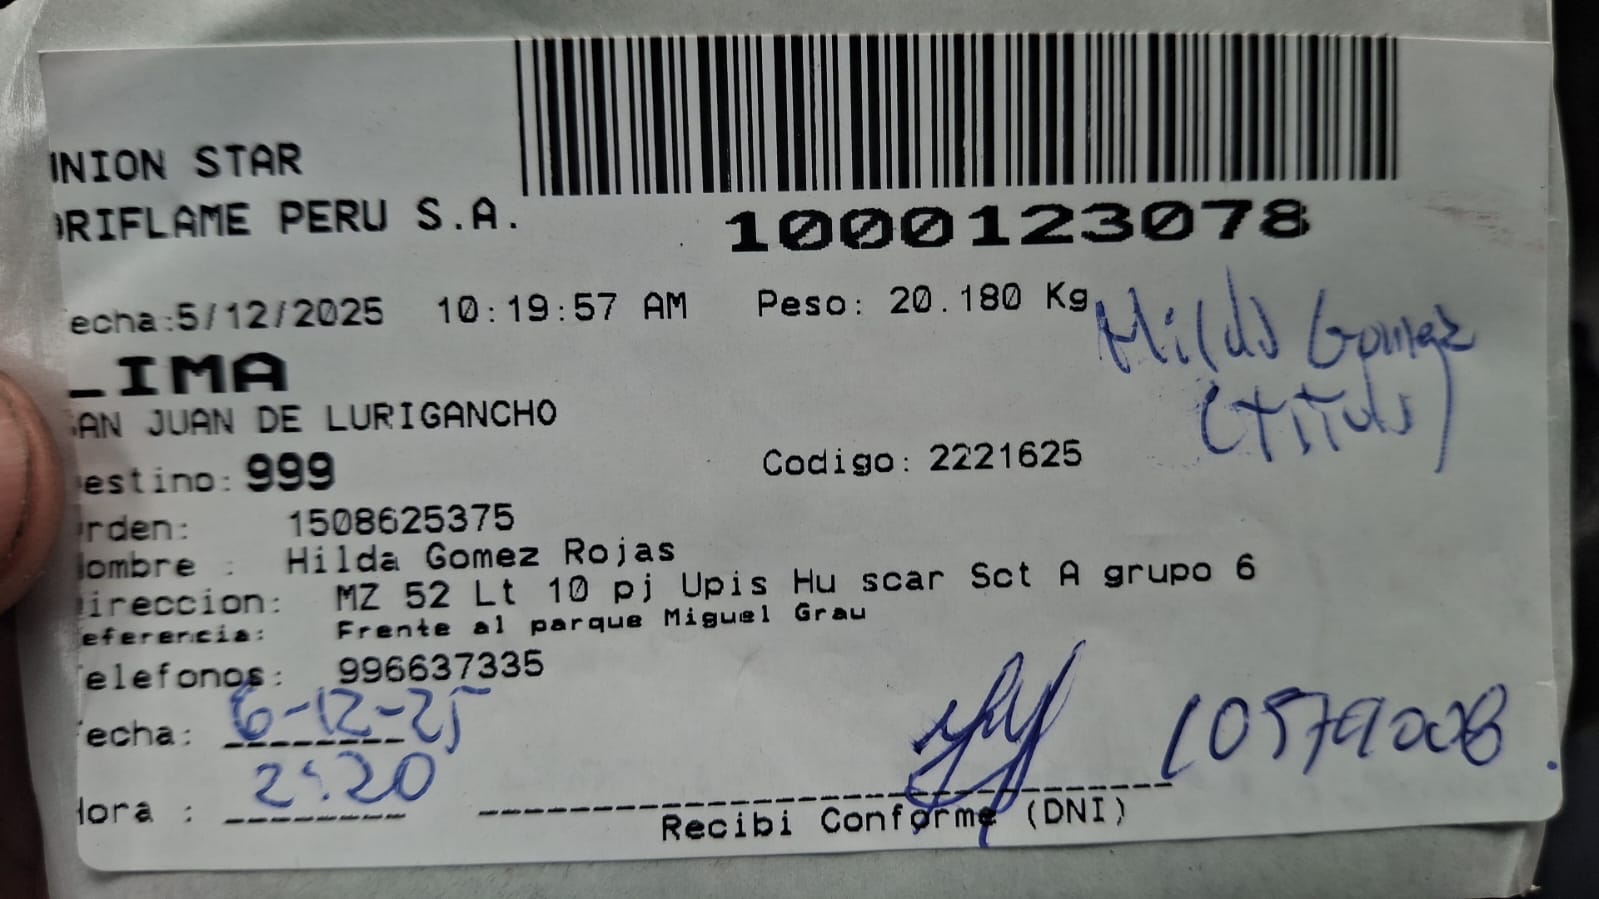 UNION STAR
ORIFLAME PERU S.A.
1000123078
echa:5/12/2025 10:19:57 AM Peso: 20.180 Kg
LIMA
SAN JUAN DE LURIGANCHO
Hilda Gomez
(Titular)
estino: 999
Codigo: 2221625
rden: 1508625375
ombre : Hilda Gomez Rojas
ireccion: MZ 52 Lt 10 pj Upis Hu scar Sct A grupo 6
eferencia: Frente al parque Miguel Grau
elefonos: 996637335
echa: 6-12-25
ora : 2:20
10579008
Recibi Conforme (DNI)